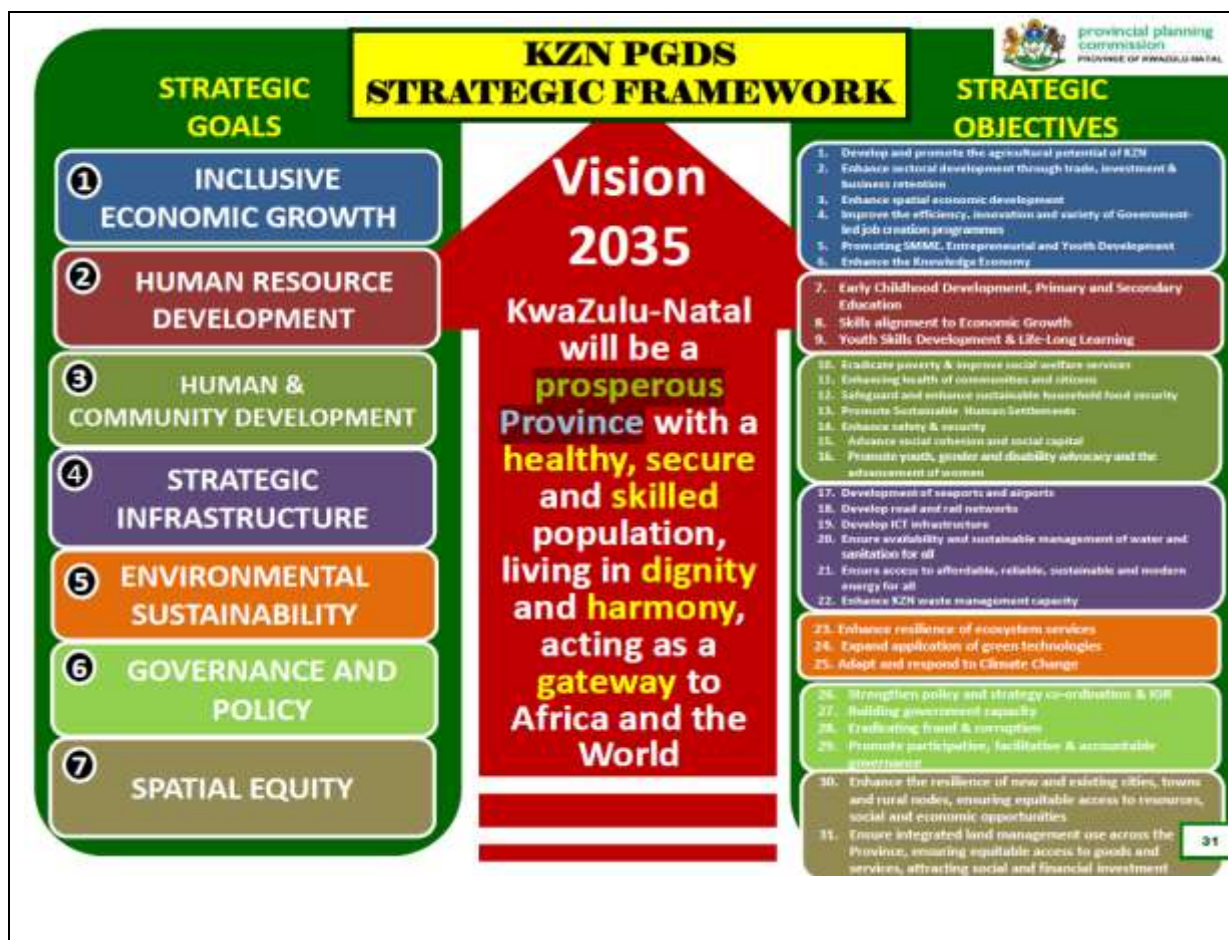 KZN PGDS
STRATEGIC FRAMEWORK
provincial planning
commission
PROVINCE OF KWAZULU-NATAL
STRATEGIC
GOALS
1 INCLUSIVE
ECONOMIC GROWTH
2 HUMAN RESOURCE
DEVELOPMENT
3 HUMAN &
COMMUNITY DEVELOPMENT
4 STRATEGIC
INFRASTRUCTURE
5 ENVIRONMENTAL
SUSTAINABILITY
6 GOVERNANCE AND
POLICY
7 SPATIAL EQUITY
Vision
2035
KwaZulu-Natal
will be a
prosperous
Province with a
healthy, secure
and skilled
population,
living in dignity
and harmony,
acting as a
gateway to
Africa and the
World
STRATEGIC
OBJECTIVES
1. Develop and promote the agricultural potential of KZN
2. Enhance sectoral development through trade, investment &
business retention
3. Enhance spatial economic development
4. Improve the efficiency, innovation and variety of Government-
led job creation programmes
5. Promoting SMME, Entrepreneurial and Youth Development
6. Enhance the Knowledge Economy
7. Early Childhood Development, Primary and Secondary
Education
8. Skills alignment to Economic Growth
9. Youth Skills Development & Life-Long Learning
10. Eradicate poverty & improve social welfare services
11. Enhancing health of communities and citizens
12. Safeguard and enhance sustainable household food security
13. Promote Sustainable Human Settlements
14. Enhance safety & security
15. Advance social cohesion and social capital
16. Promote youth, gender and disability advocacy and the
advancement of women
17. Development of seaports and airports
18. Develop road and rail networks
19. Develop ICT infrastructure
20. Ensure availability and sustainable management of water and
sanitation for all
21. Ensure access to affordable, reliable, sustainable and modern
energy for all
22. Enhance KZN waste management capacity
23. Enhance resilience of ecosystem services
24. Expand application of green technologies
25. Adapt and respond to Climate Change
26. Strengthen policy and strategy co-ordination & IGR
27. Building government capacity
28. Eradicating fraud & corruption
29. Promote participative, facilitative & accountable
governance
30. Enhance the resilience of new and existing cities, towns
and rural nodes, ensuring equitable access to resources,
social and economic opportunities
31. Ensure integrated land management use across the
Province, ensuring equitable access to goods and
services, attracting social and financial investment
31